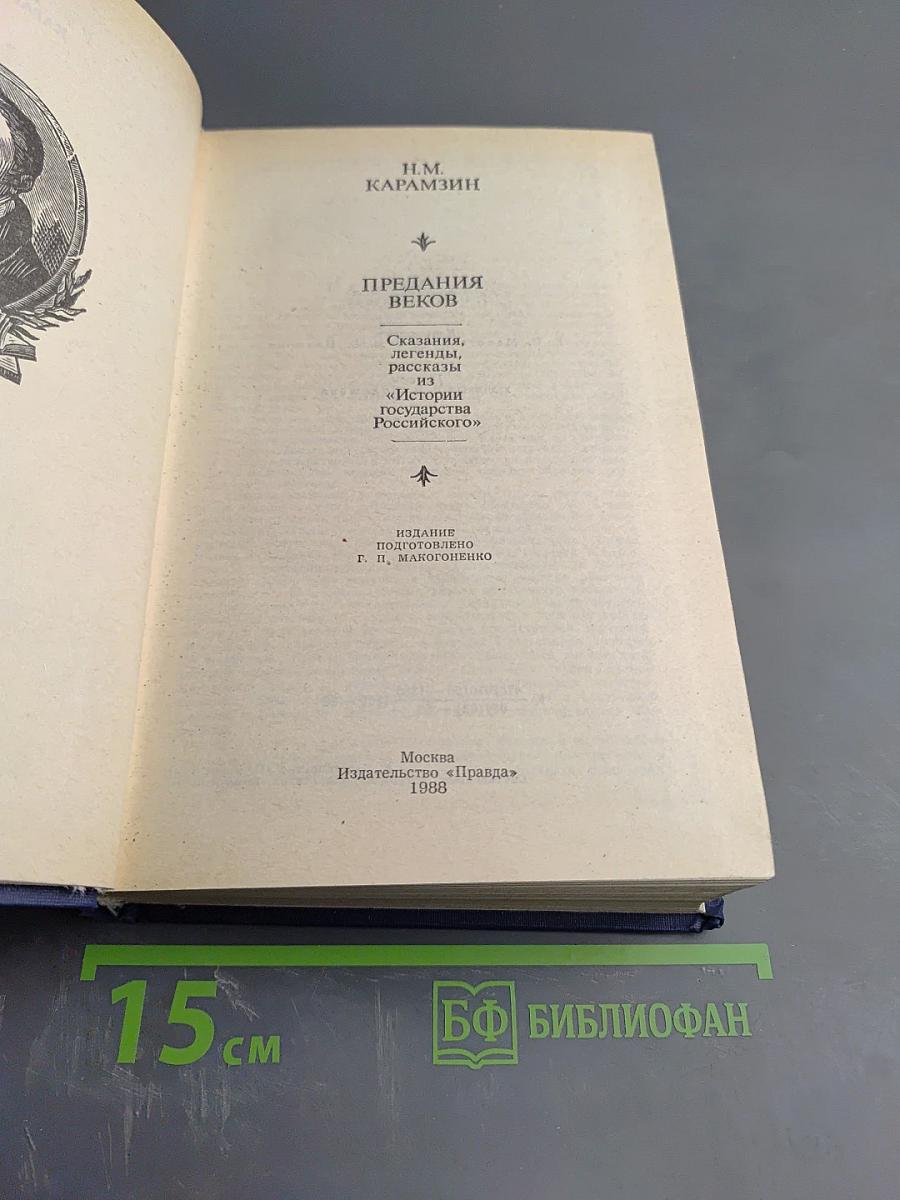 Н.М.
КАРАМЗИН
ПРЕДАНИЯ
ВЕКОВ
Сказания,
легенды,
рассказы
из
«Истории
государства
Российского»
ИЗДАНИЕ
ПОДГОТОВЛЕНО
Г. П. МАКОГОНЕНКО
Москва
Издательство «Правда»
1988
15 см
БФ БИБЛИОФАН